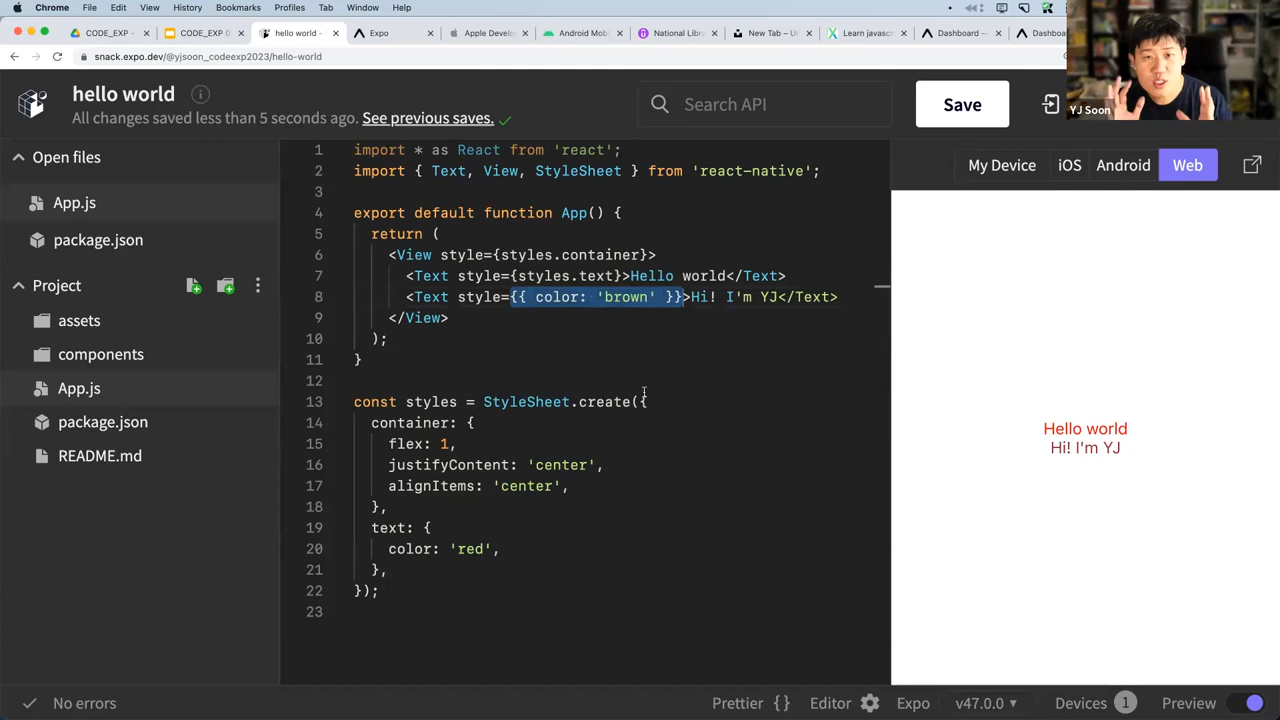 Chrome File Edit View History Bookmarks Profiles Tab Window Help
CODE_EXP - CODE_EXP 20 hello world - Expo Apple Develo Android Mob National Libra New Tab - Un Learn javasc Dashboard - Dashboa
snack.expo.dev/@yjsoon_codeexp2023/hello-world
YJ Soon
hello world
All changes saved less than 5 seconds ago. See previous saves.
Search API
Save
Open files
App.js
package.json
Project
assets
components
App.js
package.json
README.md
1 import * as React from 'react';
2 import { Text, View, StyleSheet } from 'react-native';
3
4 export default function App() {
5 return (
6 <View style={styles.container}>
7 <Text style={styles.text}>Hello world</Text>
8 <Text style={{ color: 'brown' }}>Hi! I'm YJ</Text>
9 </View>
10 );
11 }
12
13 const styles = StyleSheet.create({
14 container: {
15 flex: 1,
16 justifyContent: 'center',
17 alignItems: 'center',
18 },
19 text: {
20 color: 'red',
21 },
22 });
23
My Device iOS Android Web
Hello world
Hi! I'm YJ
No errors
Prettier { } Editor Expo v47.0.0 Devices 1 Preview